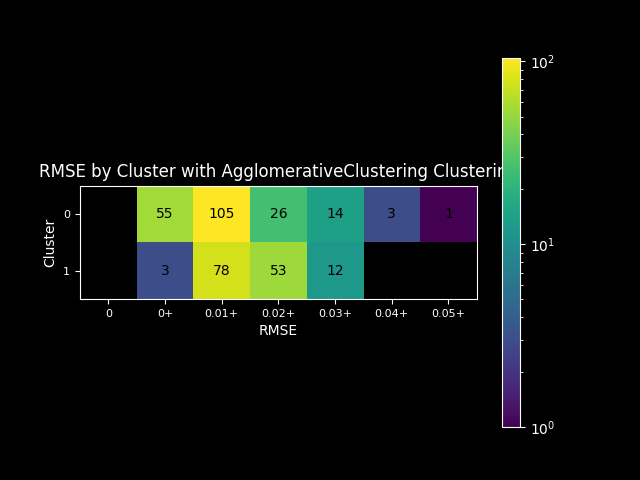 RMSE by Cluster with AgglomerativeClustering Clusterin
10²
10¹
10⁰
Cluster
0 55 105 26 14 3 1
1 3 78 53 12
0 0+ 0.01+ 0.02+ 0.03+ 0.04+ 0.05+
RMSE